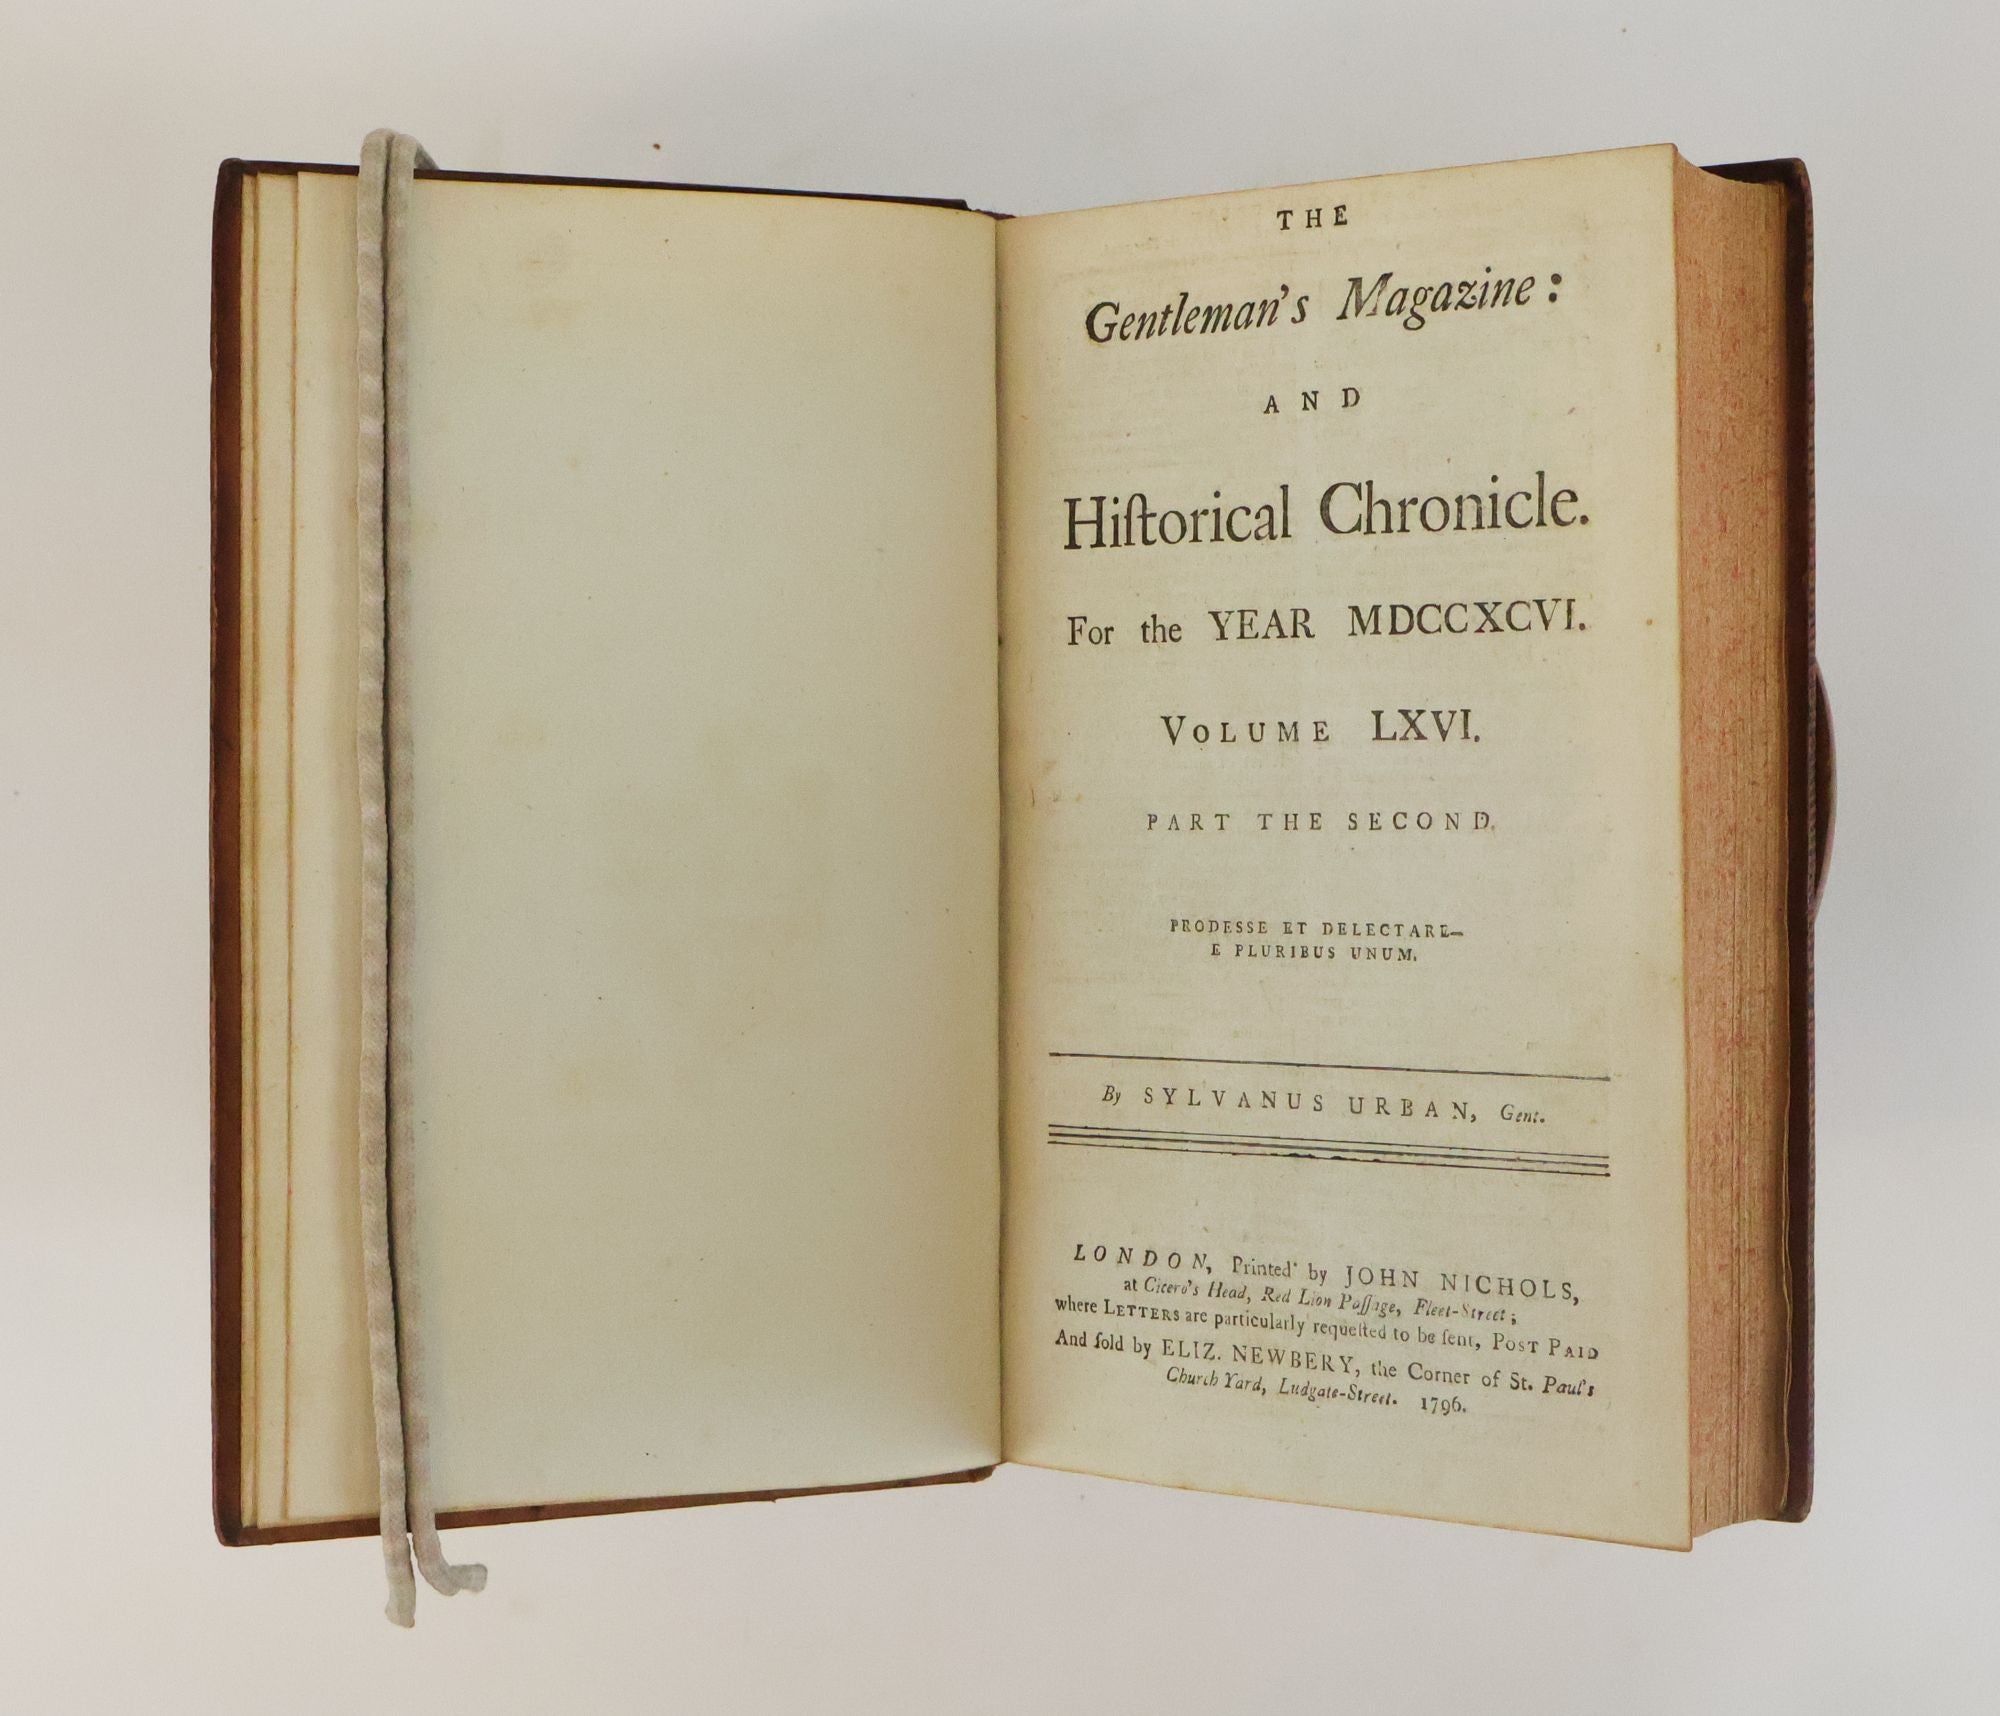 THE
Gentleman's Magazine:
AND
Hiſtorical Chronicle.
For the YEAR MDCCXCVI.
VOLUME LXVI.
PART THE SECOND.
PRODESSE ET DELECTARE—
E PLURIBUS UNUM.
By SYLVANUS URBAN, Gent.
LONDON, Printed by JOHN NICHOLS,
at Cicero's Head, Red Lion Paſſage, Fleet-Street;
where LETTERS are particularly requeſted to be ſent, POST PAID
And ſold by ELIZ. NEWBERY, the Corner of St. Paul's
Church Yard, Ludgate-Street. 1796.